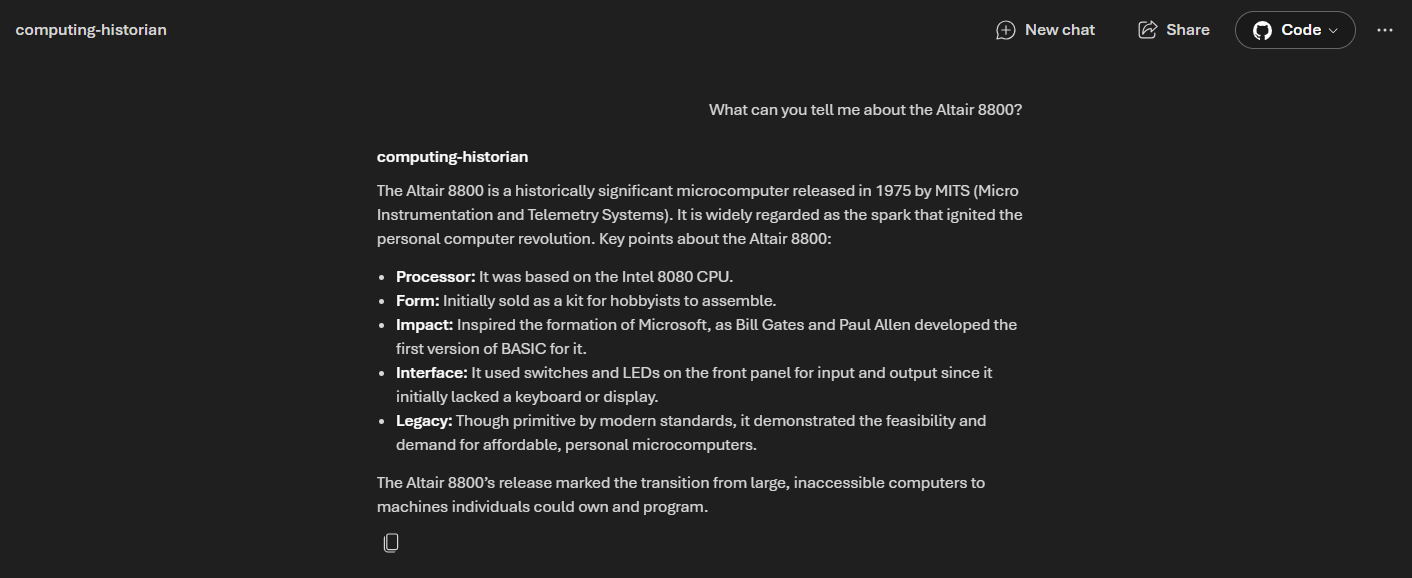 computing-historian
New chat
Share
Code
What can you tell me about the Altair 8800?
computing-historian
The Altair 8800 is a historically significant microcomputer released in 1975 by MITS (Micro
Instrumentation and Telemetry Systems). It is widely regarded as the spark that ignited the
personal computer revolution. Key points about the Altair 8800:
• Processor: It was based on the Intel 8080 CPU.
• Form: Initially sold as a kit for hobbyists to assemble.
• Impact: Inspired the formation of Microsoft, as Bill Gates and Paul Allen developed the
first version of BASIC for it.
• Interface: It used switches and LEDs on the front panel for input and output since it
initially lacked a keyboard or display.
• Legacy: Though primitive by modern standards, it demonstrated the feasibility and
demand for affordable, personal microcomputers.
The Altair 8800’s release marked the transition from large, inaccessible computers to
machines individuals could own and program.